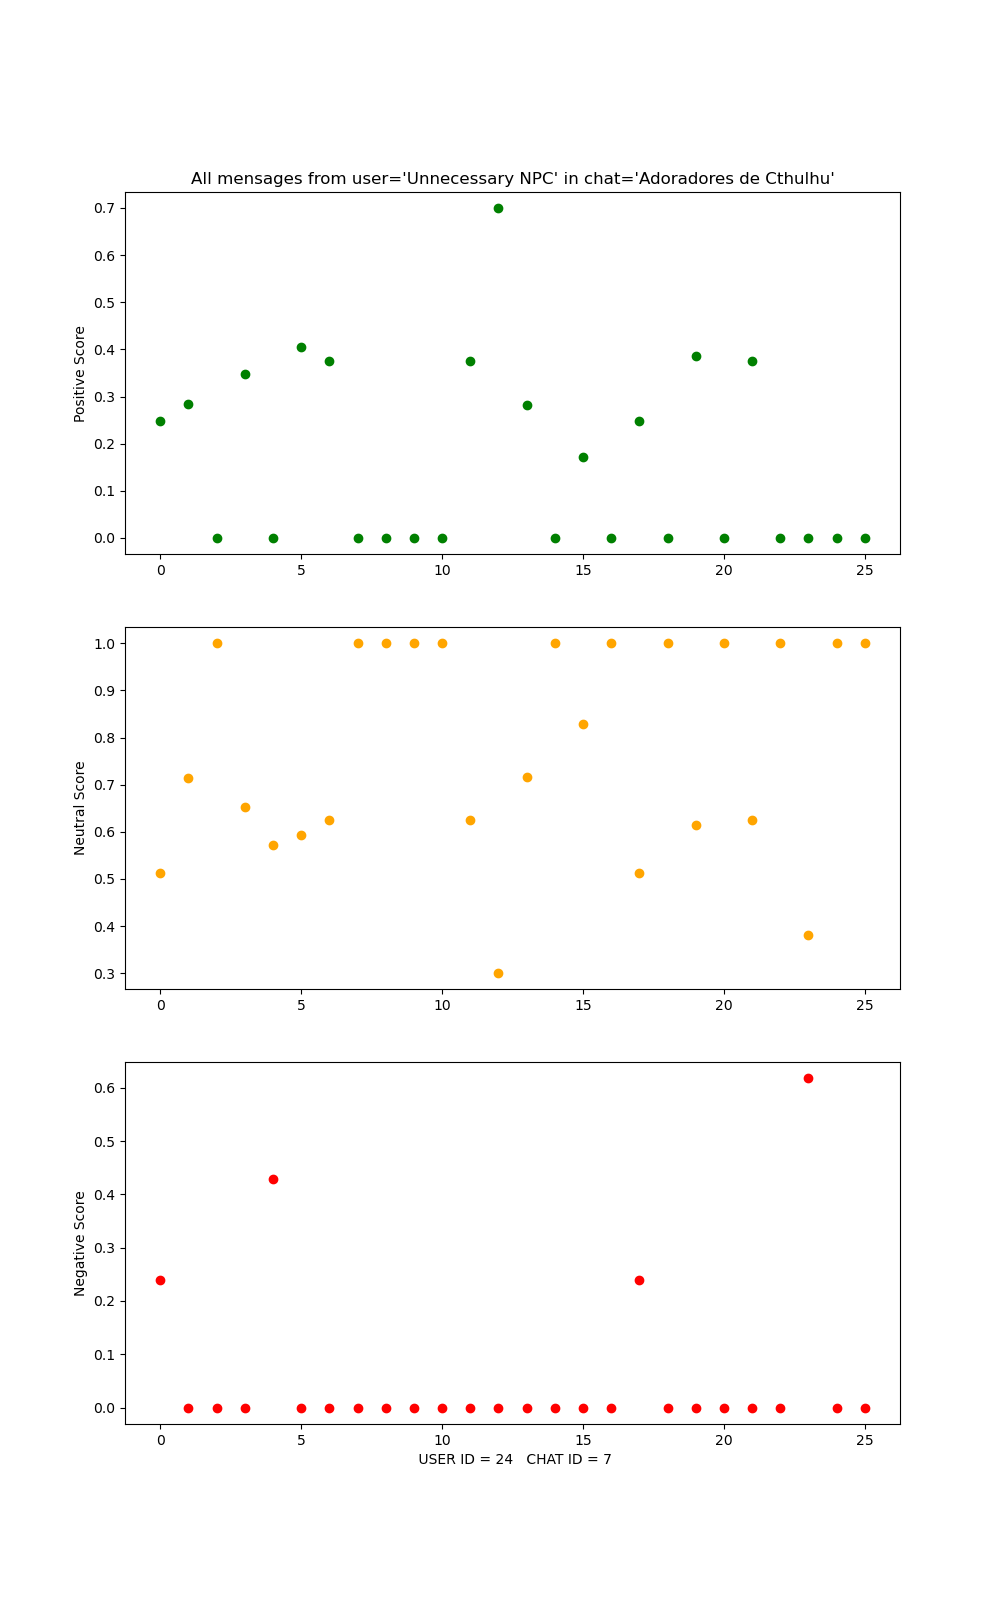 All mensages from user='Unnecessary NPC' in chat='Adoradores de Cthulhu'
Positive Score
0.7
0.6
0.5
0.4
0.3
0.2
0.1
0.0
0 5 10 15 20 25
Neutral Score
1.0
0.9
0.8
0.7
0.6
0.5
0.4
0.3
0 5 10 15 20 25
Negative Score
0.6
0.5
0.4
0.3
0.2
0.1
0.0
0 5 10 15 20 25
USER ID = 24 CHAT ID = 7